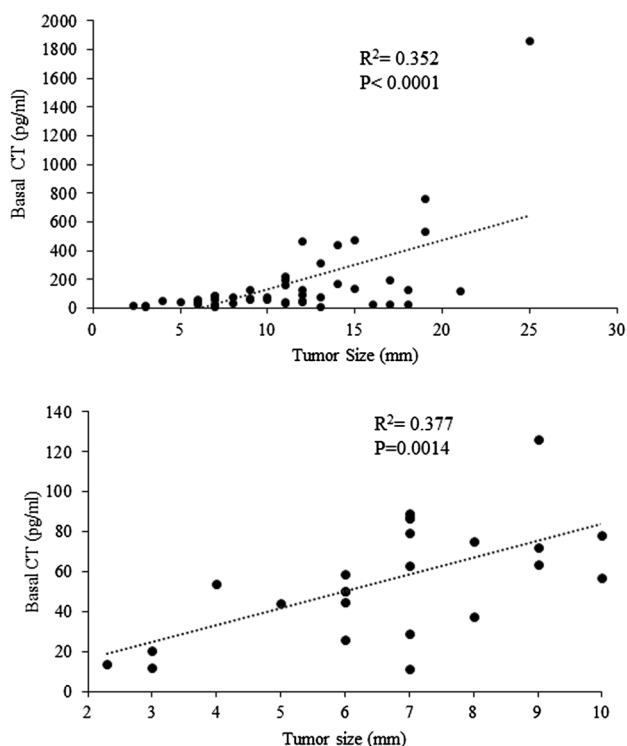 2000
1800
1600
1400
1200
1000
800
600
400
200
0
Basal CT (pg/ml)
R²= 0.352
P< 0.0001
0 5 10 15 20 25 30
Tumor Size (mm)
140
120
100
80
60
40
20
0
Basal CT (pg/ml)
R²= 0.377
P=0.0014
2 3 4 5 6 7 8 9 10
Tumor size (mm)